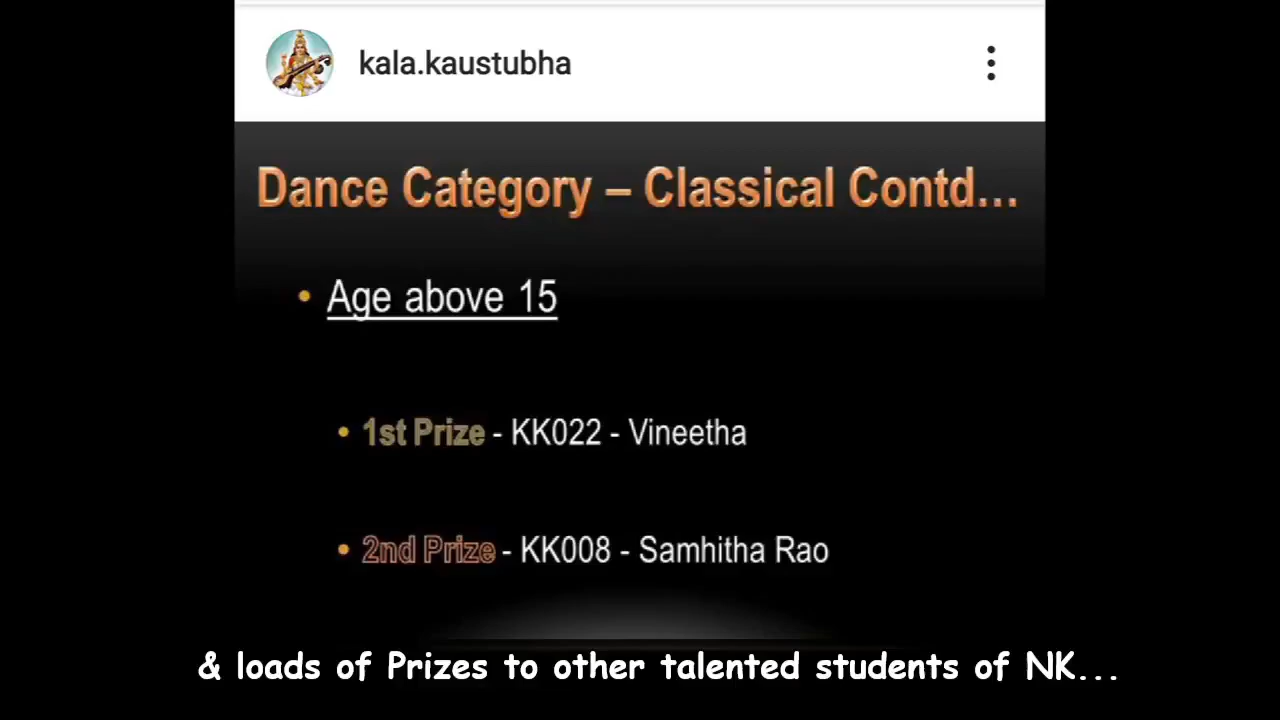 kala.kaustubha
Dance Category – Classical Contd...
• Age above 15
• 1st Prize - KK022 - Vineetha
• 2nd Prize - KK008 - Samhitha Rao
& loads of Prizes to other talented students of NK...